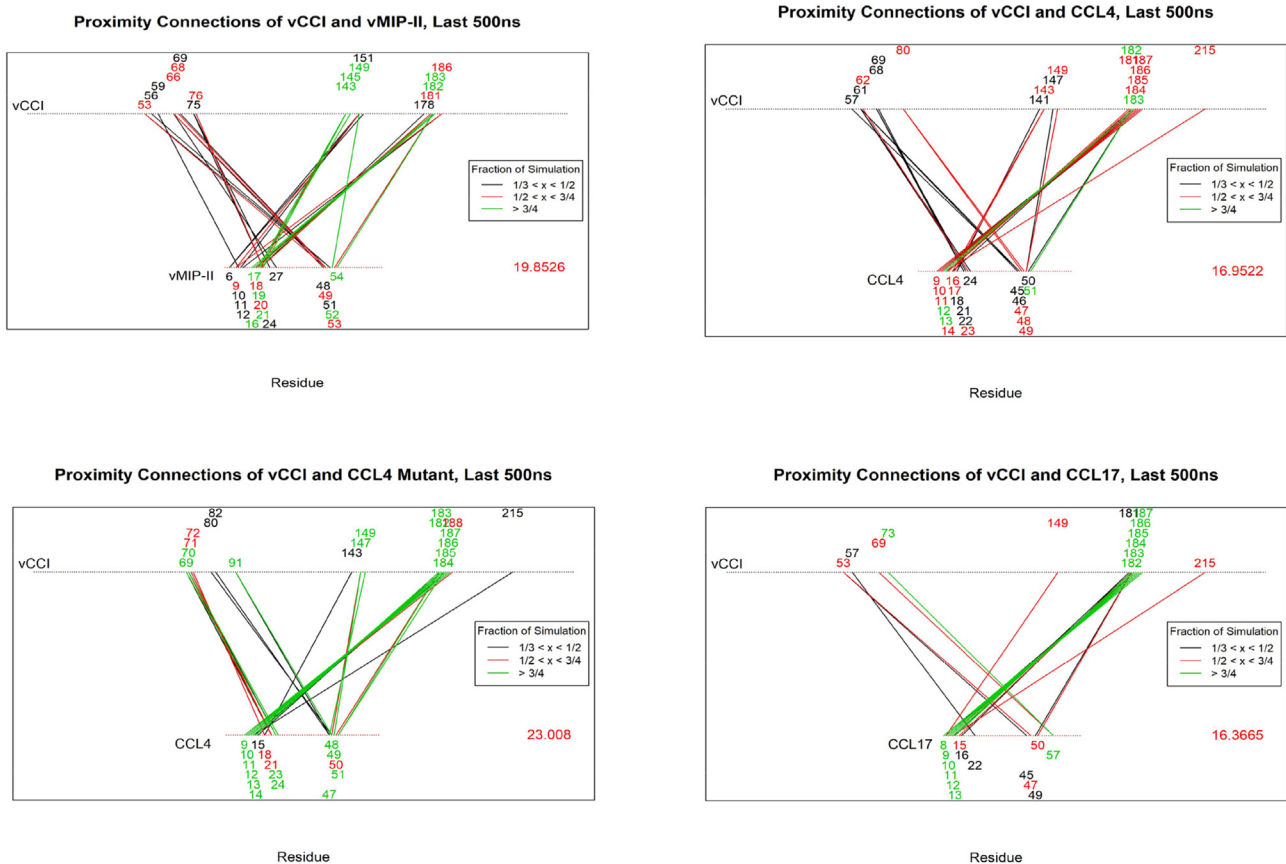 Proximity Connections of vCCI and vMIP-II, Last 500ns
69 151
68 149 186
66 145 183
59 143 182
56 76 181
53 75 178
vCCI
Fraction of Simulation
1/3 < x < 1/2
1/2 < x < 3/4
> 3/4
19.8526
vMIP-II
6 17 27 48 54
9 18 49
10 19 51
11 20 52
12 21 53
16 24
Residue
Proximity Connections of vCCI and CCL4, Last 500ns
80 182 215
69 181 187
68 149 186
62 147 185
61 143 184
57 141 183
vCCI
Fraction of Simulation
1/3 < x < 1/2
1/2 < x < 3/4
> 3/4
16.9522
CCL4
9 16 24 50
10 17 45 51
11 18 46
12 21 47
13 22 48
14 23 49
Residue
Proximity Connections of vCCI and CCL4 Mutant, Last 500ns
82 183 215
80 182 188
72 149 187
71 147 186
70 143 185
69 91 184
vCCI
Fraction of Simulation
1/3 < x < 1/2
1/2 < x < 3/4
> 3/4
23.008
CCL4
9 15 48
10 18 49
11 21 50
12 23 51
13 24
14 47
Residue
Proximity Connections of vCCI and CCL17, Last 500ns
181 187
149 186
73 185
69 184
57 183
53 182 215
vCCI
Fraction of Simulation
1/3 < x < 1/2
1/2 < x < 3/4
> 3/4
16.3665
CCL17
8 15 50
9 16 57
10 22
11 45
12 47
13 49
Residue